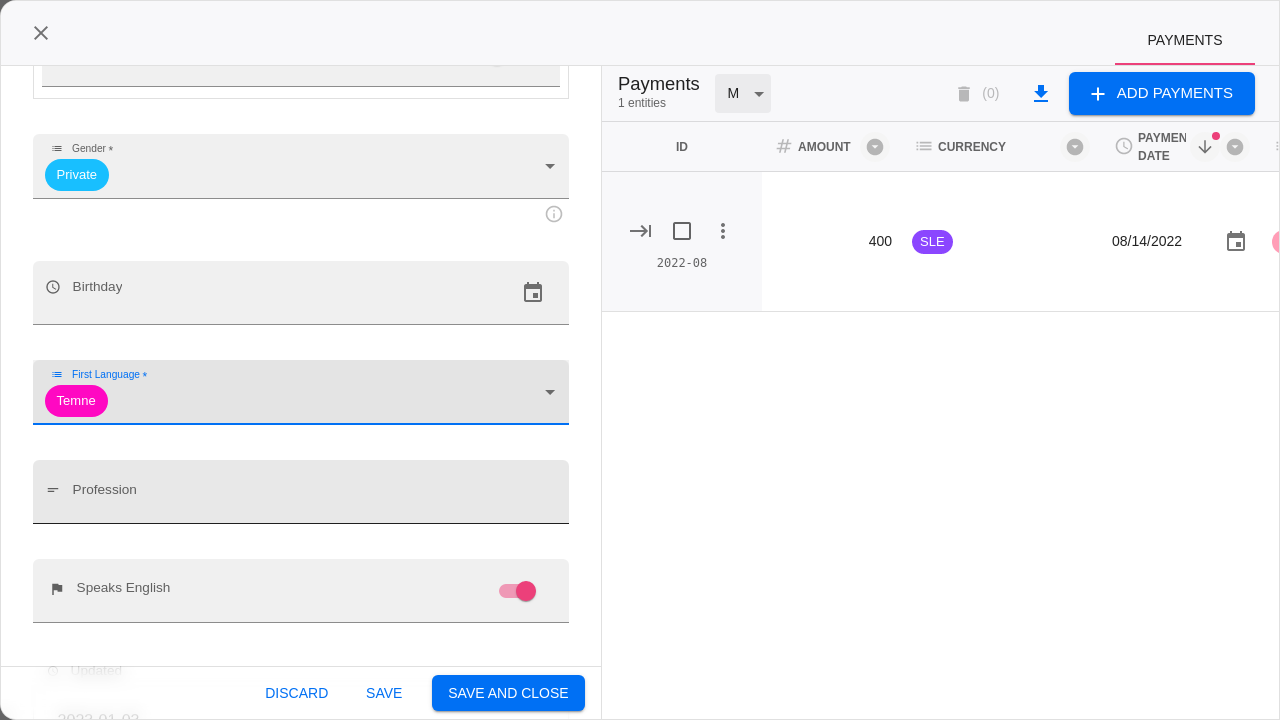 PAYMENTS
Gender *
Private
Birthday
First Language *
Temne
Profession
Speaks English
Updated
2023-01-02
DISCARD
SAVE
SAVE AND CLOSE
Payments
1 entities
M
(0)
ADD PAYMENTS
ID
AMOUNT
CURRENCY
PAYMEN
DATE
2022-08
400
SLE
08/14/2022